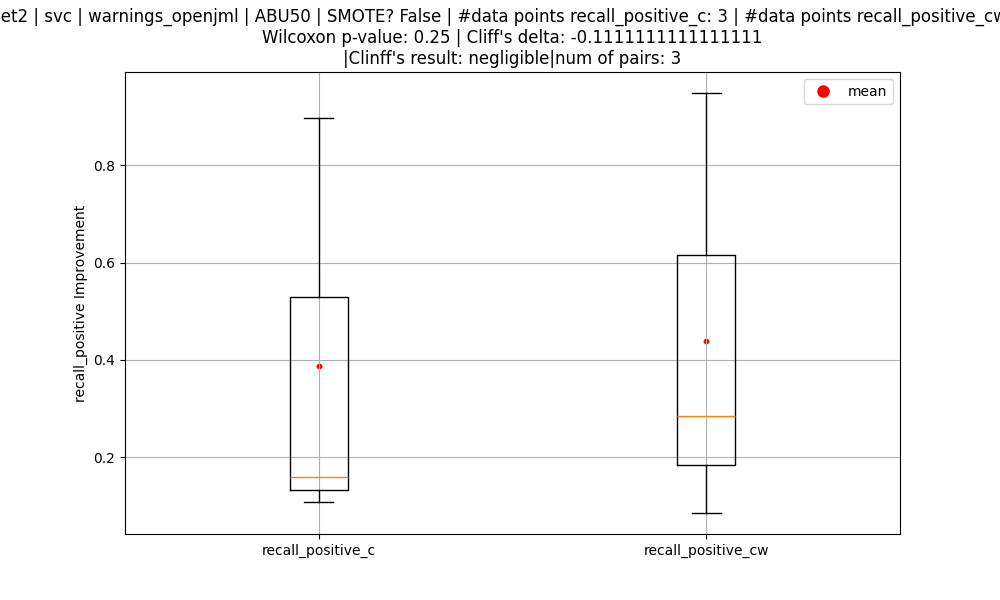 et2 | svc | warnings_openjml | ABU50 | SMOTE? False | #data points recall_positive_c: 3 | #data points recall_positive_cw
Wilcoxon p-value: 0.25 | Cliff's delta: -0.1111111111111111
|Clinff's result: negligible|num of pairs: 3
mean
recall_positive Improvement
0.8
0.6
0.4
0.2
recall_positive_c
recall_positive_cw